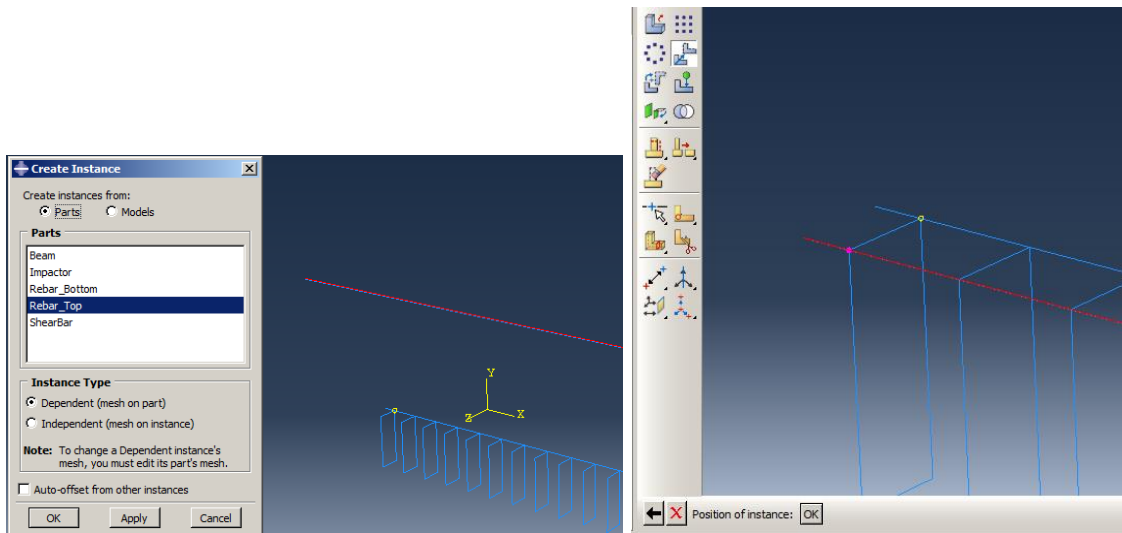 Create Instance
Create instances from:
Parts Models
Parts
Beam
Impactor
Rebar_Bottom
Rebar_Top
ShearBar
Instance Type
Dependent (mesh on part)
Independent (mesh on instance)
Note: To change a Dependent instance's
mesh, you must edit its part's mesh.
Auto-offset from other instances
OK Apply Cancel
Y
Z X
Position of instance: OK